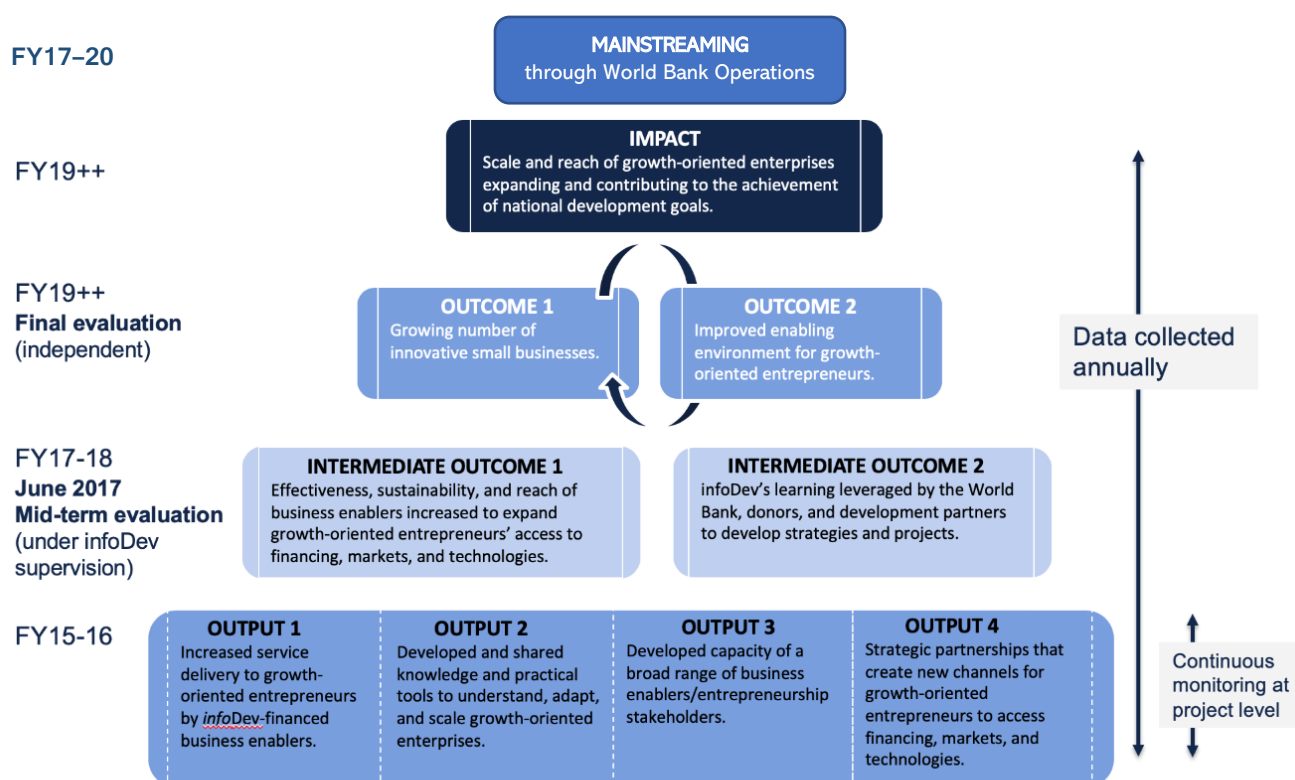 FY17–20
MAINSTREAMING
through World Bank Operations
FY19++
IMPACT
Scale and reach of growth-oriented enterprises
expanding and contributing to the achievement
of national development goals.
FY19++
Final evaluation
(independent)
OUTCOME 1
Growing number of
innovative small businesses.
OUTCOME 2
Improved enabling
environment for growth-
oriented entrepreneurs.
Data collected
annually
FY17-18
June 2017
Mid-term evaluation
(under infoDev
supervision)
INTERMEDIATE OUTCOME 1
Effectiveness, sustainability, and reach of
business enablers increased to expand
growth-oriented entrepreneurs’ access to
financing, markets, and technologies.
INTERMEDIATE OUTCOME 2
infoDev’s learning leveraged by the World
Bank, donors, and development partners
to develop strategies and projects.
FY15-16
OUTPUT 1
Increased service
delivery to growth-
oriented entrepreneurs
by infoDev-financed
business enablers.
OUTPUT 2
Developed and shared
knowledge and practical
tools to understand, adapt,
and scale growth-oriented
enterprises.
OUTPUT 3
Developed capacity of a
broad range of business
enablers/entrepreneurship
stakeholders.
OUTPUT 4
Strategic partnerships that
create new channels for
growth-oriented
entrepreneurs to access
financing, markets, and
technologies.
Continuous
monitoring at
project level